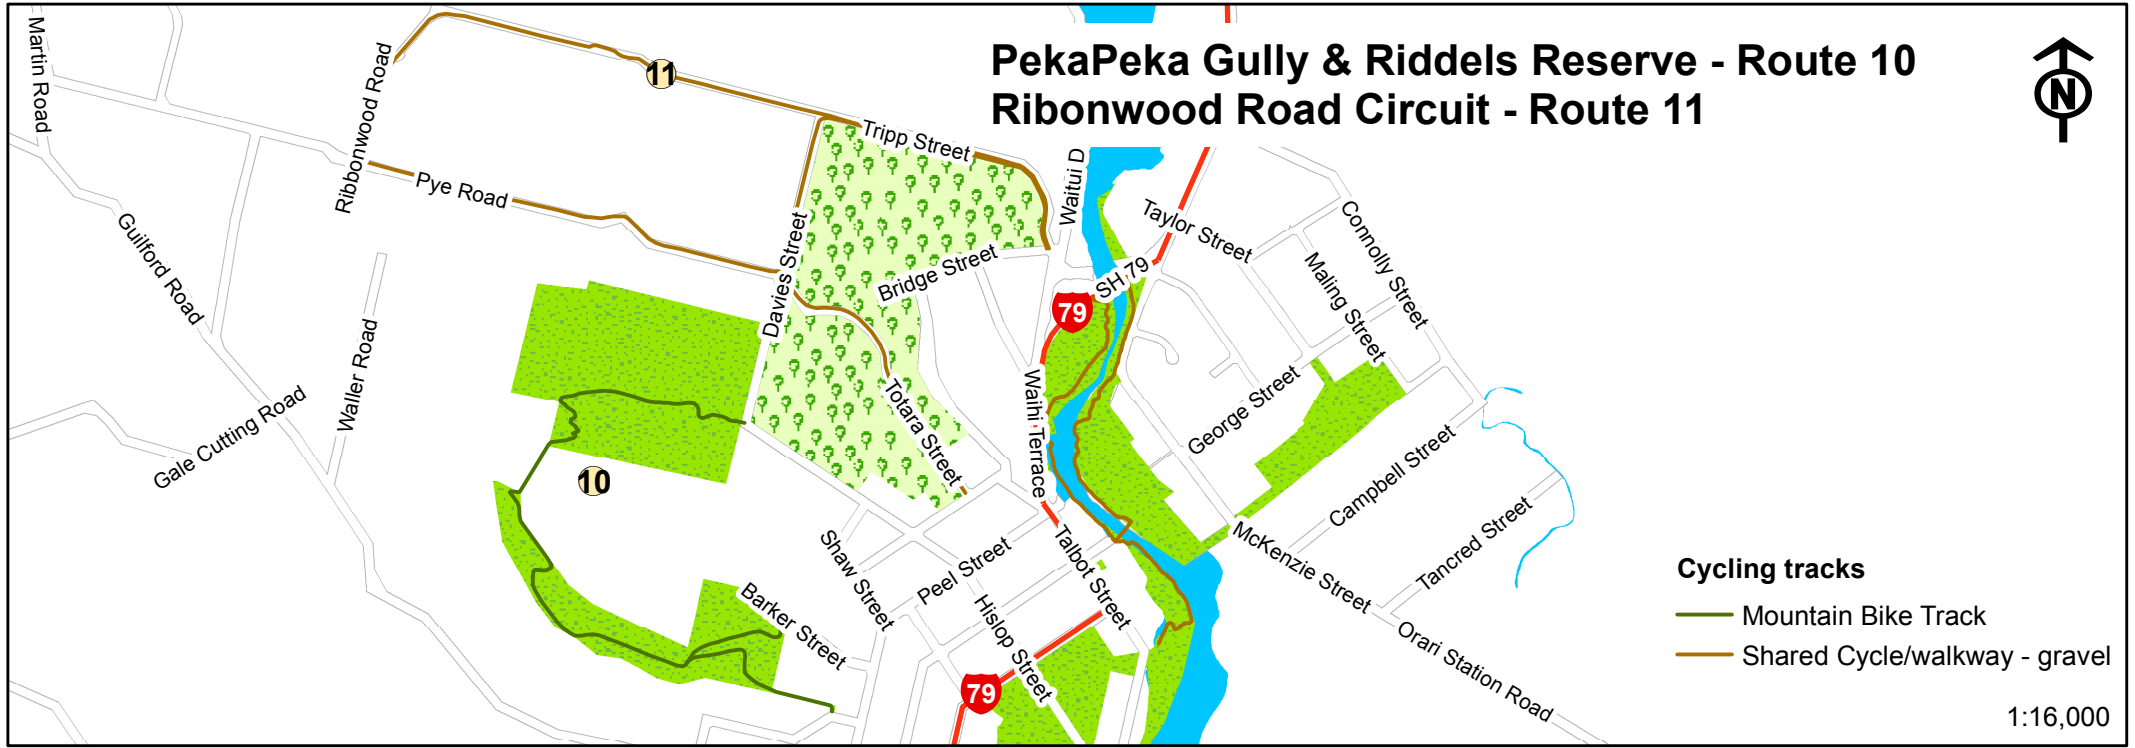 PekaPeka Gully & Riddels Reserve - Route 10
Ribonwood Road Circuit - Route 11
N
Martin Road
Ribbonwood Road
11
Tripp Street
Waitui D
Pye Road
Taylor Street
Connolly Street
Guilford Road
Davies Street
Bridge Street
SH 79
79
Maling Street
Waller Road
Gale Cutting Road
Totara Street
Waihi Terrace
George Street
10
Campbell Street
Shaw Street
Peel Street
Talbot Street
McKenzie Street
Tancred Street
Barker Street
Hislop Street
Orari Station Road
79
Cycling tracks
Mountain Bike Track
Shared Cycle/walkway - gravel
1:16,000